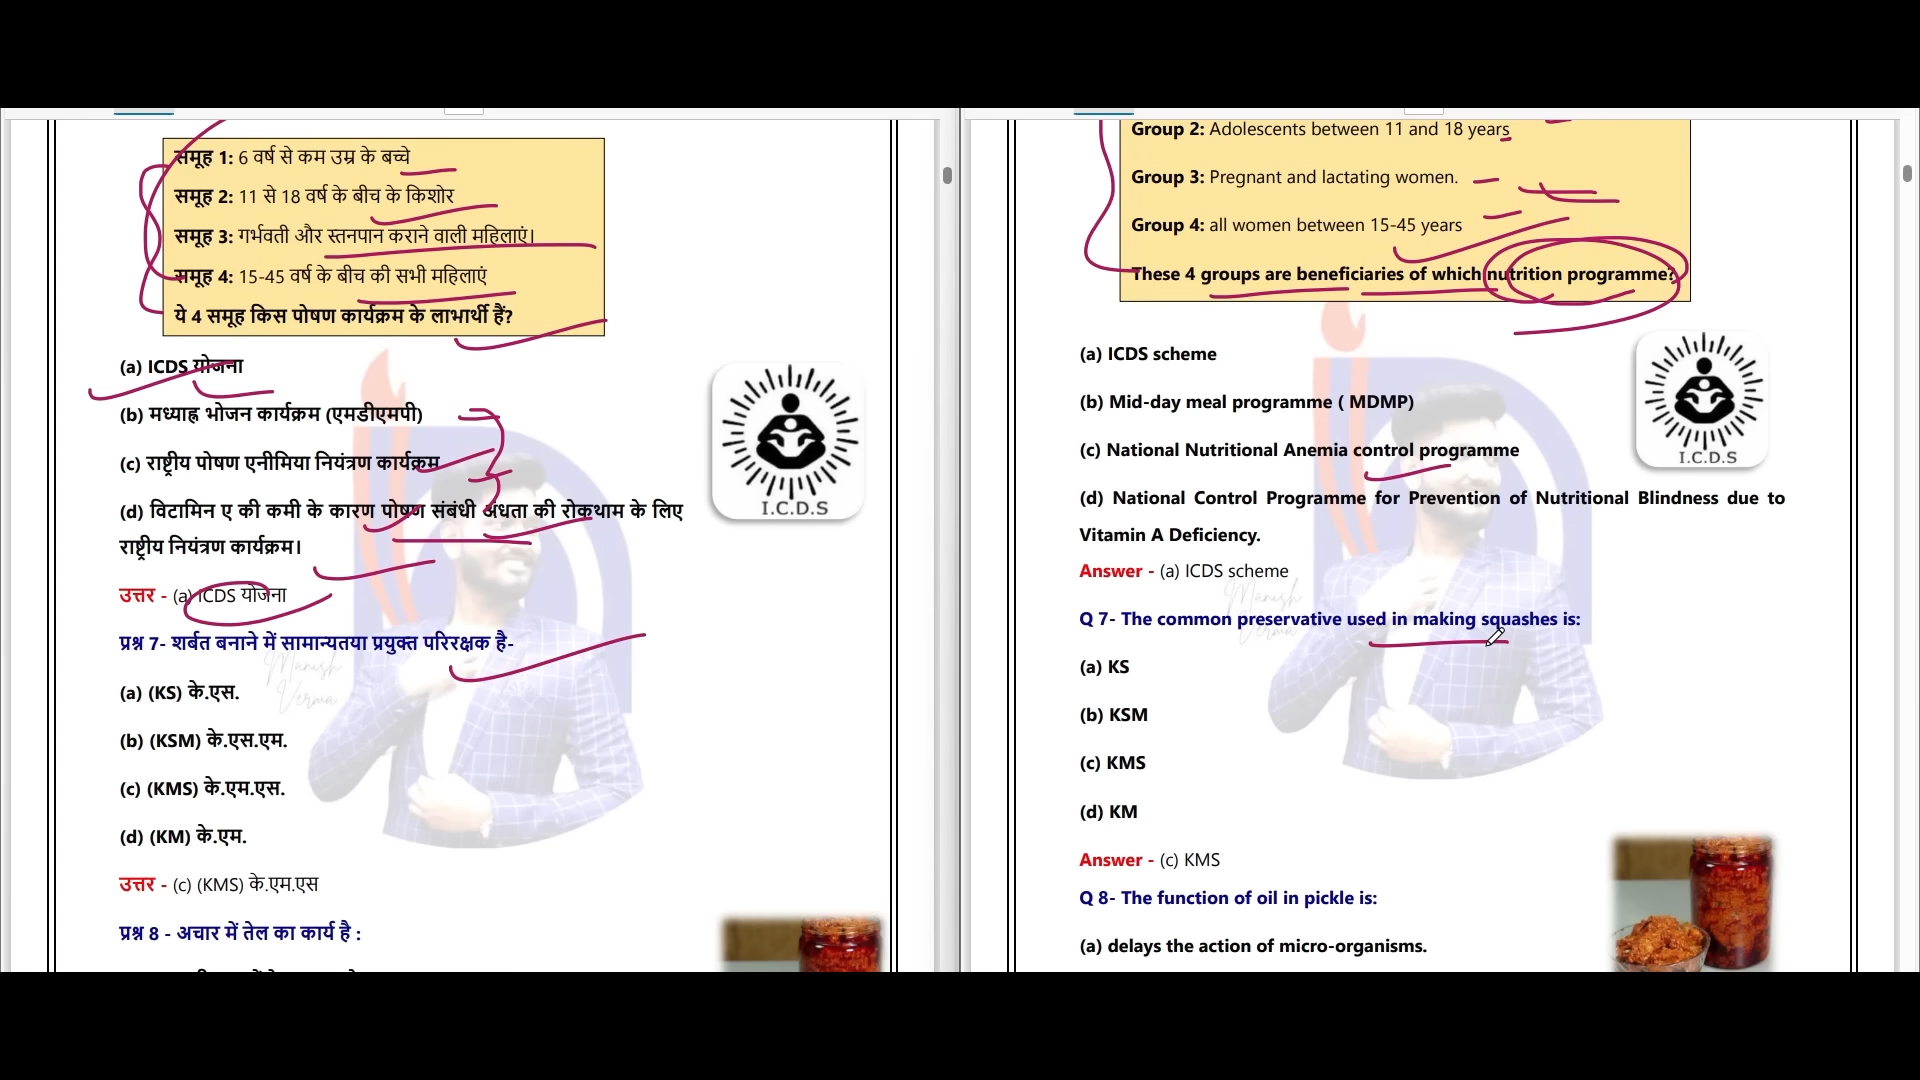 समूह 1: 6 वर्ष से कम उम्र के बच्चे
समूह 2: 11 से 18 वर्ष के बीच के किशोर
समूह 3: गर्भवती और स्तनपान कराने वाली महिलाएं।
समूह 4: 15-45 वर्ष के बीच की सभी महिलाएं
ये 4 समूह किस पोषण कार्यक्रम के लाभार्थी हैं?
(a) ICDS योजना
(b) मध्याह्न भोजन कार्यक्रम (एमडीएमपी)
(c) राष्ट्रीय पोषण एनीमिया नियंत्रण कार्यक्रम
(d) विटामिन ए की कमी के कारण पोषण संबंधी अंधता की रोकथाम के लिए
राष्ट्रीय नियंत्रण कार्यक्रम।
I.C.D.S
उत्तर - (a) ICDS योजना
प्रश्न 7- शर्बत बनाने में सामान्यतया प्रयुक्त परिरक्षक है-
Manish
Verma
(a) (KS) के.एस.
(b) (KSM) के.एस.एम.
(c) (KMS) के.एम.एस.
(d) (KM) के.एम.
उत्तर - (c) (KMS) के.एम.एस
प्रश्न 8 - अचार में तेल का कार्य है :
Group 2: Adolescents between 11 and 18 years
Group 3: Pregnant and lactating women.
Group 4: all women between 15-45 years
These 4 groups are beneficiaries of which nutrition programme?
(a) ICDS scheme
(b) Mid-day meal programme ( MDMP)
(c) National Nutritional Anemia control programme
(d) National Control Programme for Prevention of Nutritional Blindness due to
Vitamin A Deficiency.
I.C.D.S
Answer - (a) ICDS scheme
Manish
Verma
Q 7- The common preservative used in making squashes is:
(a) KS
(b) KSM
(c) KMS
(d) KM
Answer - (c) KMS
Q 8- The function of oil in pickle is:
(a) delays the action of micro-organisms.